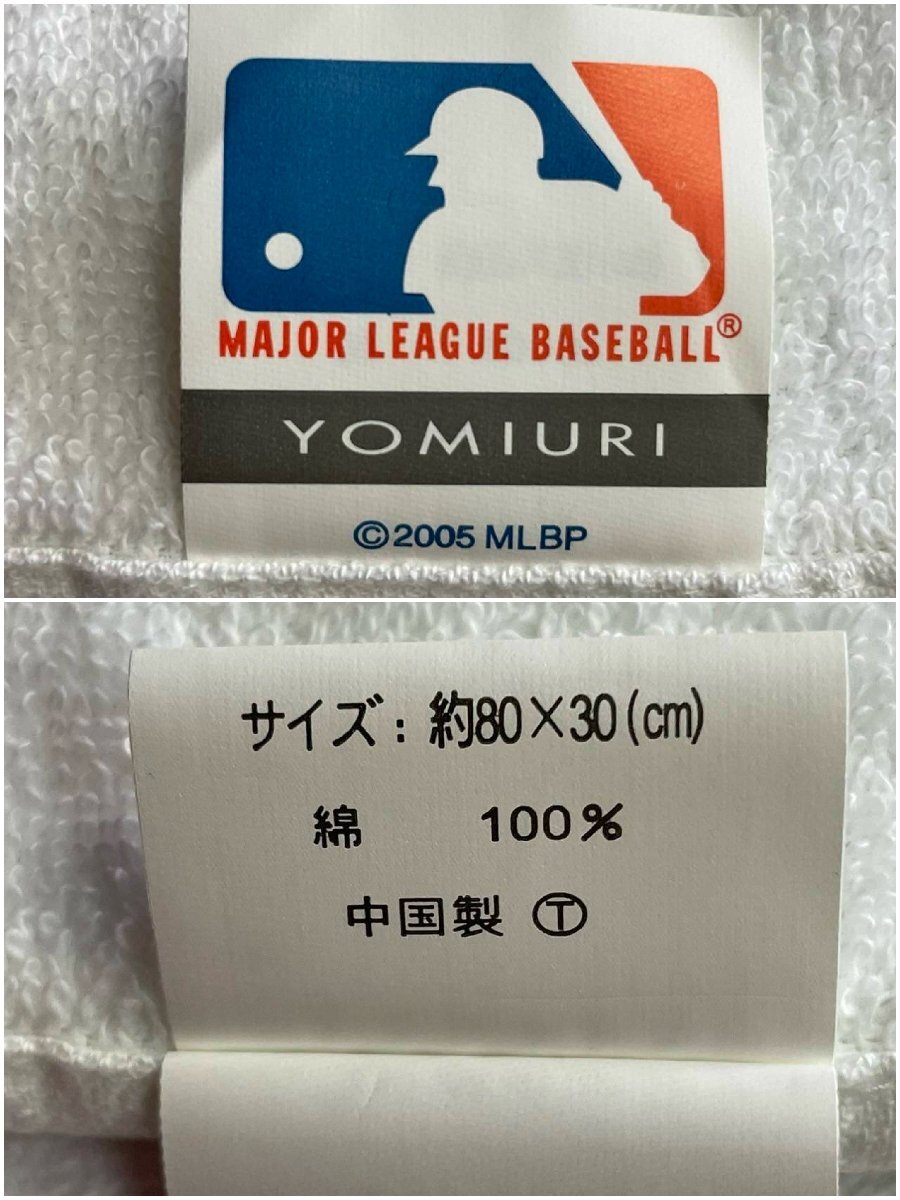 MAJOR LEAGUE BASEBALL®
YOMIURI
©2005 MLBP
サイズ：約80×30(cm)
綿 100%
中国製 Ⓣ